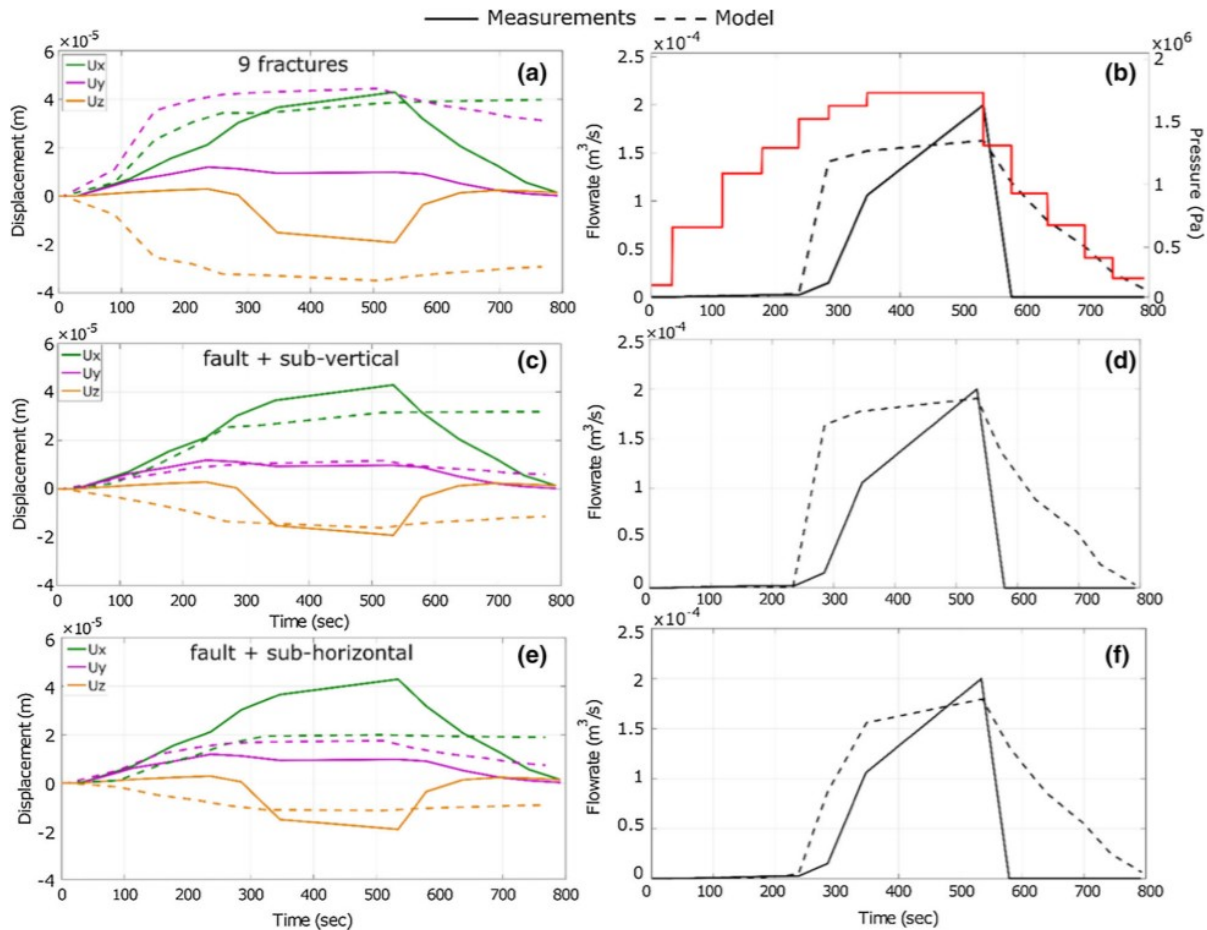 Measurements Model
×10⁻⁵
9 fractures
(a)
Ux
Uy
Uz
6
4
2
0
-2
-4
Displacement (m)
0 100 200 300 400 500 600 700 800
×10⁻⁴
×10⁶
(b)
2.5
2
1.5
1
0.5
0
Flowrate (m³/s)
2
1.5
1
0.5
0
Pressure (Pa)
0 100 200 300 400 500 600 700 800
×10⁻⁵
fault + sub-vertical
(c)
Ux
Uy
Uz
6
4
2
0
-2
-4
Displacement (m)
0 100 200 300 400 500 600 700 800
Time (sec)
×10⁻⁴
(d)
2.5
2
1.5
1
0.5
0
Flowrate (m³/s)
0 100 200 300 400 500 600 700 800
×10⁻⁵
fault + sub-horizontal
(e)
Ux
Uy
Uz
6
4
2
0
-2
-4
Displacement (m)
0 100 200 300 400 500 600 700 800
Time (sec)
×10⁻⁴
(f)
2.5
2
1.5
1
0.5
0
Flowrate (m³/s)
0 100 200 300 400 500 600 700 800
Time (sec)